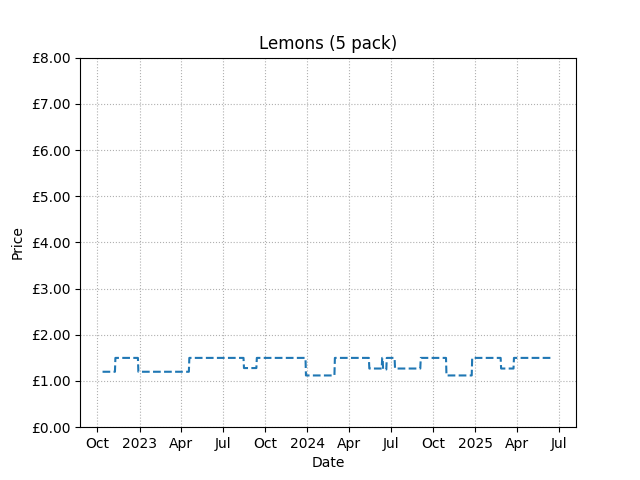 Lemons (5 pack)
£8.00
£7.00
£6.00
£5.00
£4.00
£3.00
£2.00
£1.00
£0.00
Price
Oct 2023 Apr Jul Oct 2024 Apr Jul Oct 2025 Apr Jul
Date